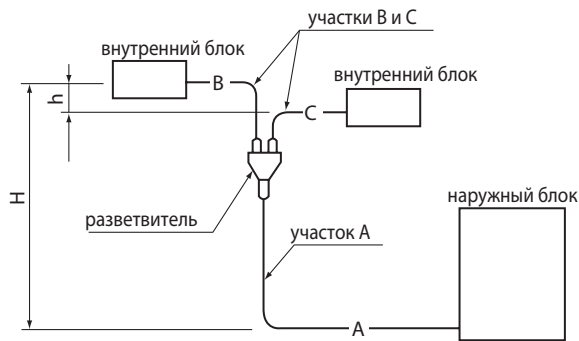 участки B и C
внутренний блок
B
внутренний блок
h
C
H
наружный блок
разветвитель
участок A
A